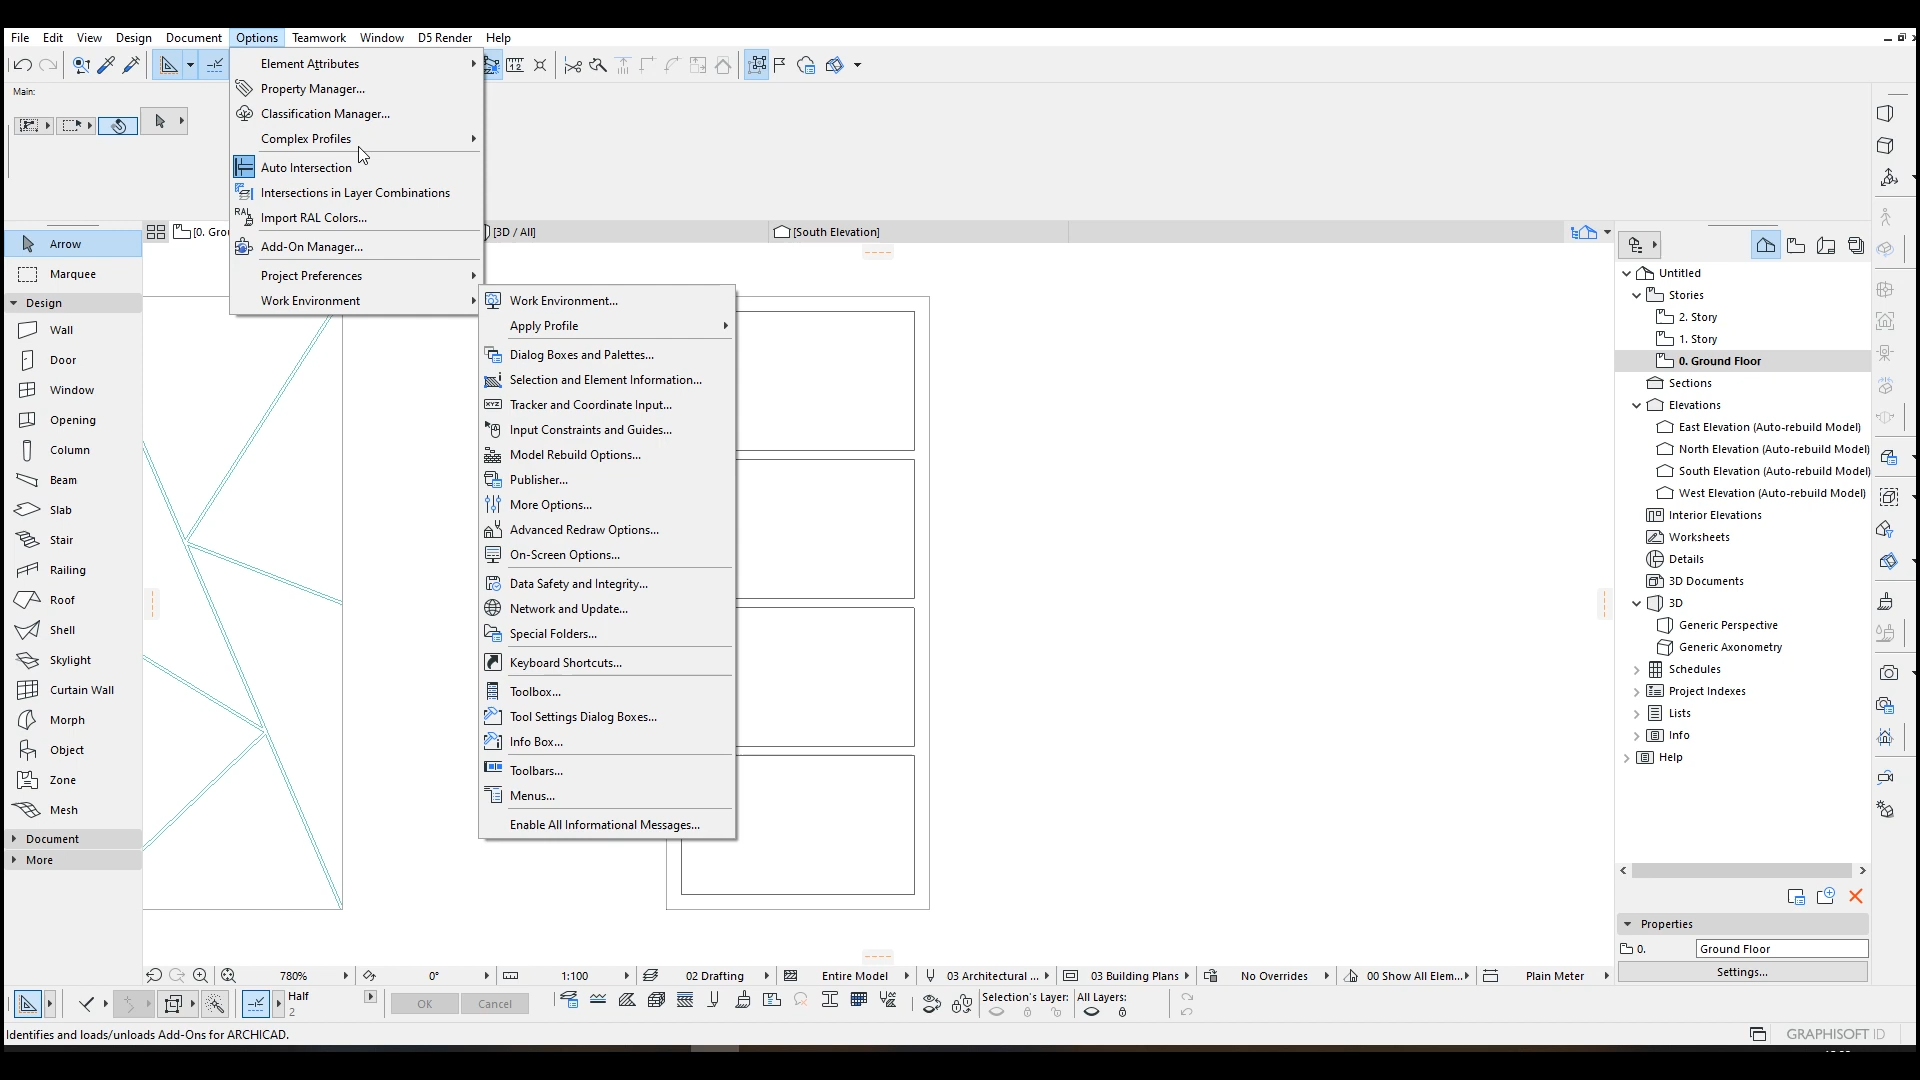 File Edit View Design Document Options Teamwork Window D5 Render Help
Main:
Element Attributes
Property Manager...
Classification Manager...
Complex Profiles
Auto Intersection
Intersections in Layer Combinations
RAL Import RAL Colors...
Add-On Manager...
Project Preferences
Work Environment
[0. Grou
[3D / All]
[South Elevation]
Arrow
Marquee
Design
Wall
Door
Window
Opening
Column
Beam
Slab
Stair
Railing
Roof
Shell
Skylight
Curtain Wall
Morph
Object
Zone
Mesh
Document
More
Work Environment...
Apply Profile
Dialog Boxes and Palettes...
Selection and Element Information...
XYZ Tracker and Coordinate Input...
Input Constraints and Guides...
Model Rebuild Options...
Publisher...
More Options...
Advanced Redraw Options...
On-Screen Options...
Data Safety and Integrity...
Network and Update...
Special Folders...
Keyboard Shortcuts...
Toolbox...
Tool Settings Dialog Boxes...
Info Box...
Toolbars...
Menus...
Enable All Informational Messages...
Untitled
Stories
2. Story
1. Story
0. Ground Floor
Sections
Elevations
East Elevation (Auto-rebuild Model)
North Elevation (Auto-rebuild Model)
South Elevation (Auto-rebuild Model)
West Elevation (Auto-rebuild Model)
Interior Elevations
Worksheets
Details
3D Documents
3D
Generic Perspective
Generic Axonometry
Schedules
Project Indexes
Lists
Info
Help
Properties
0. Ground Floor
Settings...
780% 0° 1:100 02 Drafting Entire Model 03 Architectural ... 03 Building Plans No Overrides 00 Show All Elem... Plain Meter
Half
2
OK Cancel
Selection's Layer: All Layers:
Identifies and loads/unloads Add-Ons for ARCHICAD.
GRAPHISOFT ID